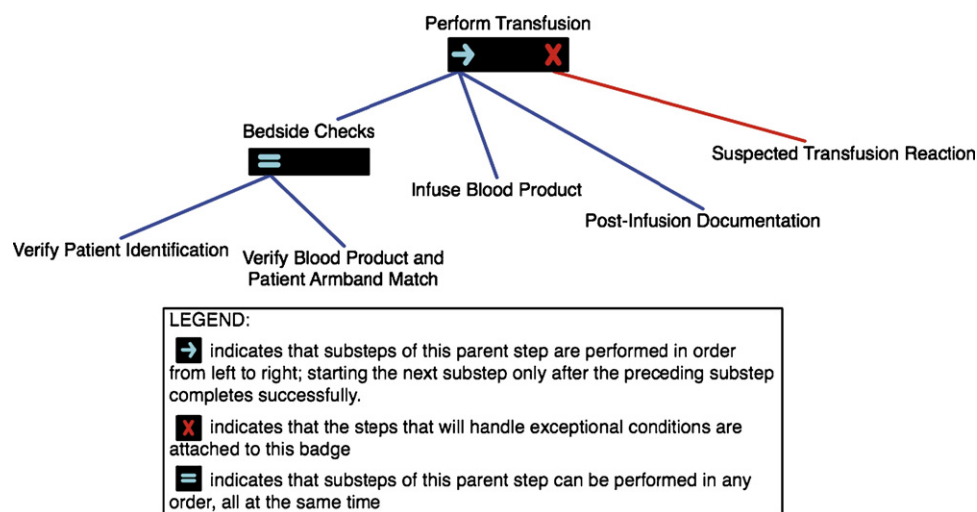 Perform Transfusion
Bedside Checks
Suspected Transfusion Reaction
Infuse Blood Product
Post-Infusion Documentation
Verify Patient Identification
Verify Blood Product and
Patient Armband Match
LEGEND:
indicates that substeps of this parent step are performed in order
from left to right; starting the next substep only after the preceding substep
completes successfully.
indicates that the steps that will handle exceptional conditions are
attached to this badge
indicates that substeps of this parent step can be performed in any
order, all at the same time